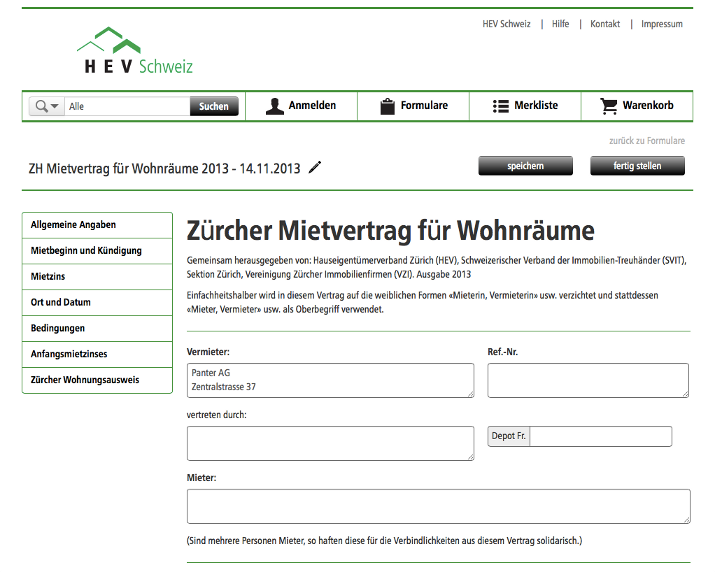 HEV Schweiz | Hilfe | Kontakt | Impressum
HEV Schweiz
Alle Suchen Anmelden Formulare Merkliste Warenkorb
zurück zu Formulare
ZH Mietvertrag für Wohnräume 2013 - 14.11.2013 speichern fertig stellen
Allgemeine Angaben
Mietbeginn und Kündigung
Mietzins
Ort und Datum
Bedingungen
Anfangsmietzinses
Zürcher Wohnungsausweis
Zürcher Mietvertrag für Wohnräume
Gemeinsam herausgegeben von: Hauseigentümerverband Zürich (HEV), Schweizerischer Verband der Immobilien-Treuhänder (SVIT),
Sektion Zürich, Vereinigung Zürcher Immobilienfirmen (VZI). Ausgabe 2013
Einfachheitshalber wird in diesem Vertrag auf die weiblichen Formen «Mieterin, Vermieterin» usw. verzichtet und stattdessen
«Mieter, Vermieter» usw. als Oberbegriff verwendet.
Vermieter: Ref.-Nr.
Panter AG
Zentralstrasse 37
vertreten durch:
Depot Fr.
Mieter:
(Sind mehrere Personen Mieter, so haften diese für die Verbindlichkeiten aus diesem Vertrag solidarisch.)